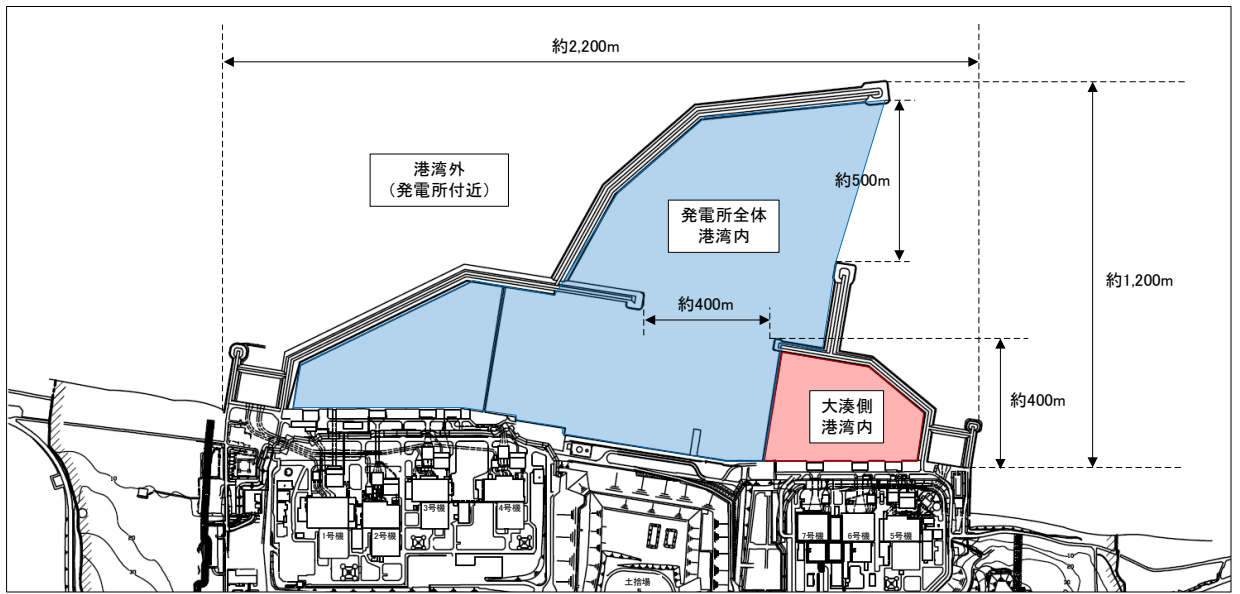 約2,200m
港湾外
（発電所付近）
約500m
発電所全体
港湾内
約1,200m
約400m
大湊側
港湾内
約400m
1号機
2号機
3号機
4号機
7号機
6号機
5号機
土捨場